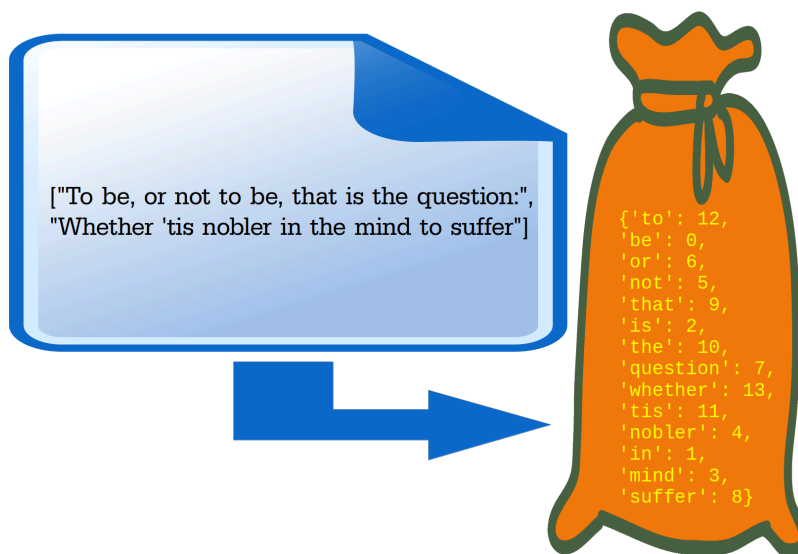 ["To be, or not to be, that is the question:",
"Whether 'tis nobler in the mind to suffer"]
{'to': 12,
'be': 0,
'or': 6,
'not': 5,
'that': 9,
'is': 2,
'the': 10,
'question': 7,
'whether': 13,
'tis': 11,
'nobler': 4,
'in': 1,
'mind': 3,
'suffer': 8}